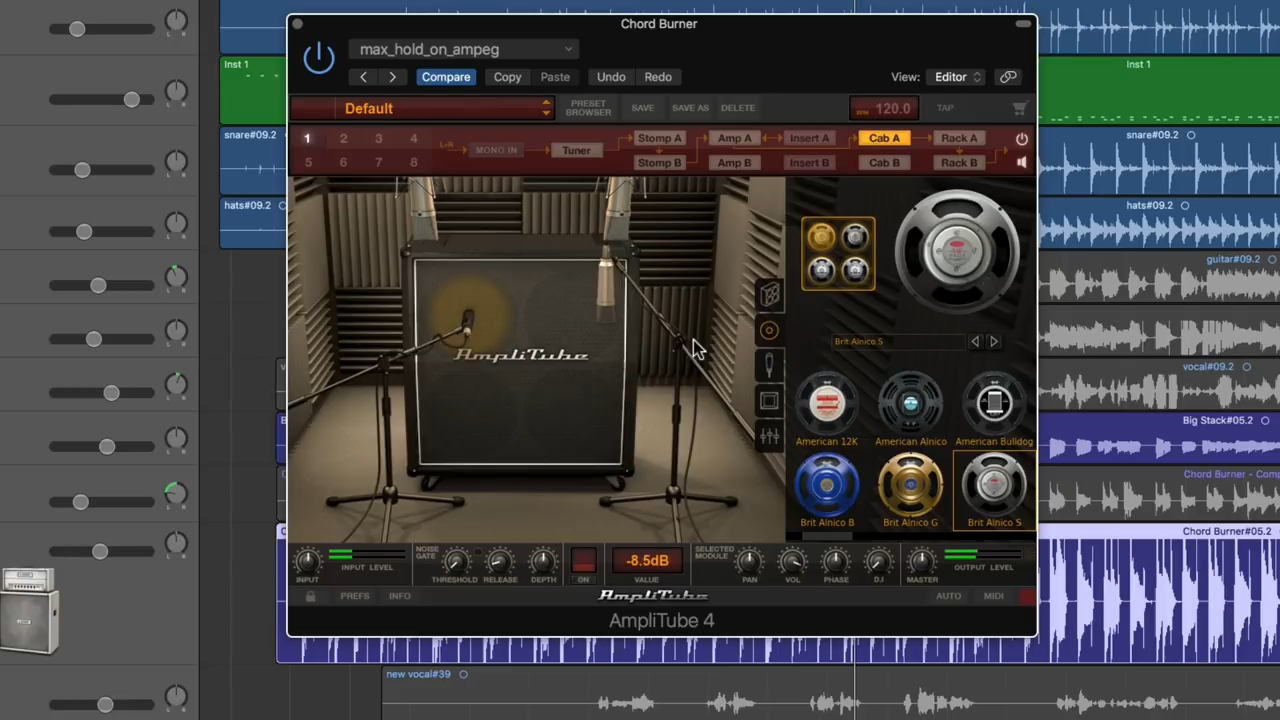 Chord Burner
max_hold_on_ampeg
Compare Copy Paste Undo Redo View: Editor
Default PRESET BROWSER SAVE SAVE AS DELETE BPM 120.0 TAP
1 2 3 4 L+R MONO IN Tuner Stomp A Amp A Insert A Cab A Rack A
5 6 7 8 Stomp B Amp B Insert B Cab B Rack B
Inst 1
Inst 1
snare#09.2
snare#09.2
hats#09.2
hats#09.2
guitar#09.2
vocal#09.2
Big Stack#05.2
Chord Burner - Comp
Chord Burner#05.2
AmpliTube
Brit Alnico S
American 12K American Alnico American Bulldog
Brit Alnico B Brit Alnico G Brit Alnico S
INPUT INPUT LEVEL NOISE GATE THRESHOLD RELEASE DEPTH ON -8.5dB VALUE SELECTED MODULE PAN VOL PHASE D.I MASTER OUTPUT LEVEL
PREFS INFO AmpliTube AUTO MIDI
AmpliTube 4
new vocal#39